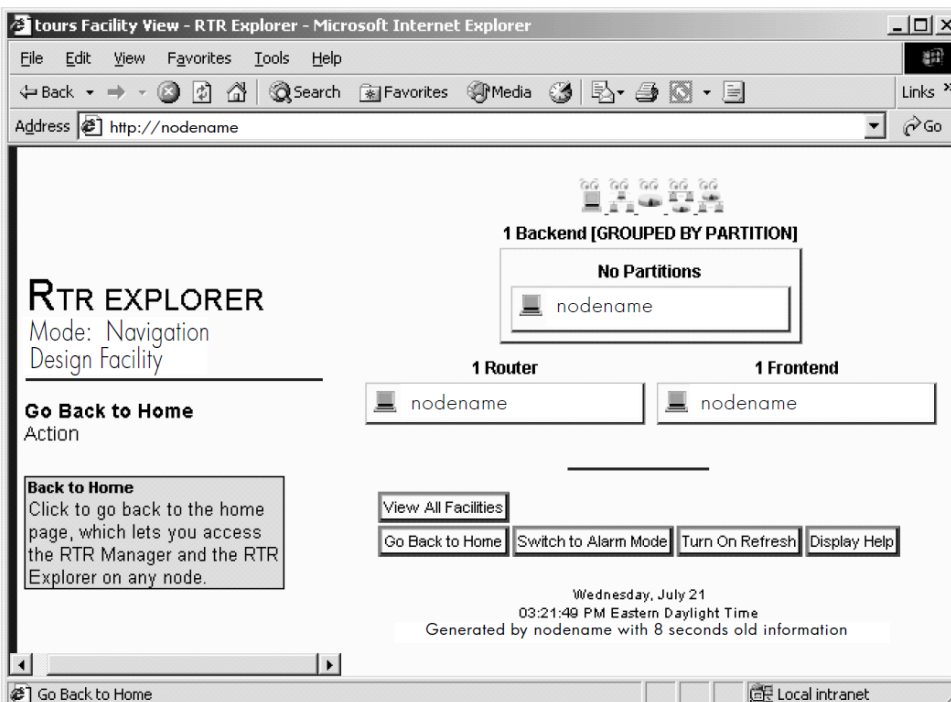 tours Facility View - RTR Explorer - Microsoft Internet Explorer
File Edit View Favorites Tools Help
Back Search Favorites Media Links »
Address http://nodename Go
1 Backend [GROUPED BY PARTITION]
No Partitions
nodename
RTR EXPLORER
Mode: Navigation
Design Facility
1 Router 1 Frontend
nodename nodename
Go Back to Home
Action
Back to Home
Click to go back to the home
page, which lets you access
the RTR Manager and the RTR
Explorer on any node.
View All Facilities
Go Back to Home Switch to Alarm Mode Turn On Refresh Display Help
Wednesday, July 21
03:21:49 PM Eastern Daylight Time
Generated by nodename with 8 seconds old information
Go Back to Home Local intranet